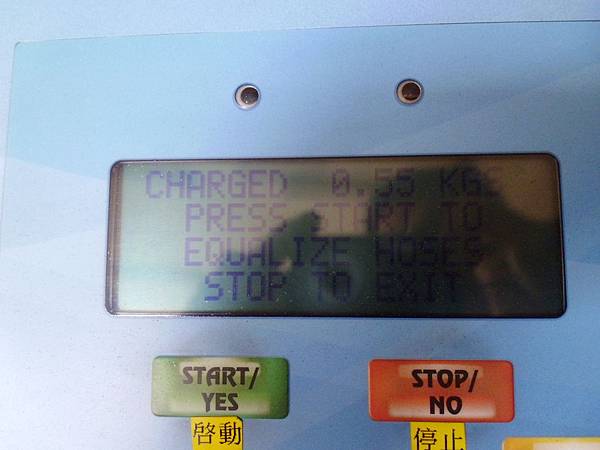 CHARGED 0.55 KGS
PRESS START TO
EQUALIZE HOSES
STOP TO EXIT
START/
YES
STOP/
NO
啓動
停止